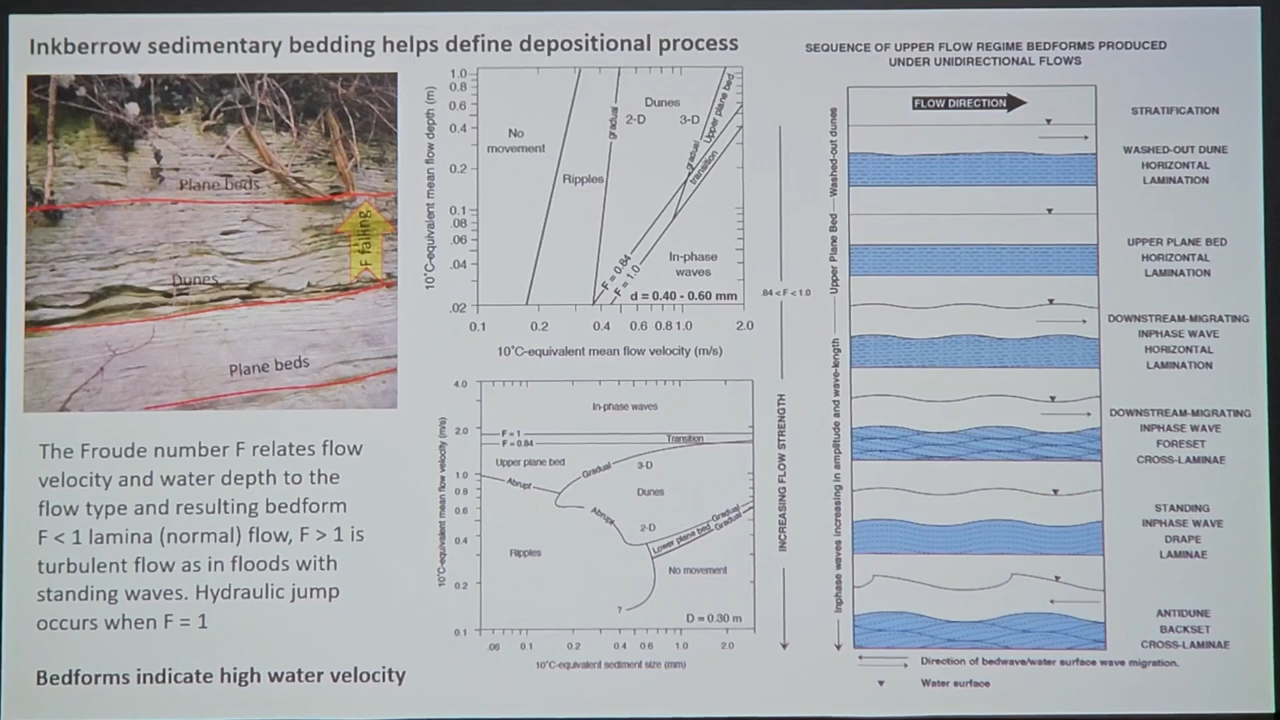 Inkberrow sedimentary bedding helps define depositional process
Plane beds
F falling
Dunes
Plane beds
The Froude number F relates flow
velocity and water depth to the
flow type and resulting bedform
F < 1 lamina (normal) flow, F > 1 is
turbulent flow as in floods with
standing waves. Hydraulic jump
occurs when F = 1
Bedforms indicate high water velocity
10°C-equivalent mean flow depth (m)
1.0
0.8
0.6
0.4
0.2
0.1
.08
.06
.04
.02
No
movement
Ripples
gradual
Dunes
2-D
3-D
gradual
Upper plane bed
transition
F = 0.84
F = 1.0
In-phase
waves
d = 0.40 - 0.60 mm
0.1
0.2
0.4
0.6
0.8
1.0
2.0
10°C-equivalent mean flow velocity (m/s)
10°C-equivalent mean flow velocity (m/s)
4.0
2.0
1.0
0.8
0.6
0.4
0.2
0.1
In-phase waves
F = 1
F = 0.84
Transition
Upper plane bed
Gradual
3-D
Abrupt
Dunes
Abrupt
2-D
Gradual
Lower plane bed
Gradual
Ripples
No movement
?
D = 0.30 m
.06
0.1
0.2
0.4
0.6
1.0
2.0
10°C-equivalent sediment size (mm)
SEQUENCE OF UPPER FLOW REGIME BEDFORMS PRODUCED
UNDER UNIDIRECTIONAL FLOWS
FLOW DIRECTION
STRATIFICATION
WASHED-OUT DUNE
HORIZONTAL
LAMINATION
UPPER PLANE BED
HORIZONTAL
LAMINATION
DOWNSTREAM-MIGRATING
INPHASE WAVE
HORIZONTAL
LAMINATION
DOWNSTREAM-MIGRATING
INPHASE WAVE
FORESET
CROSS-LAMINAE
STANDING
INPHASE WAVE
DRAPE
LAMINAE
ANTIDUNE
BACKSET
CROSS-LAMINAE
.84 < F < 1.0
INCREASING FLOW STRENGTH
Inphase waves increasing in amplitude and wave-length
Upper Plane Bed
Washed-out dunes
Direction of bedwave/water surface wave migration.
Water surface